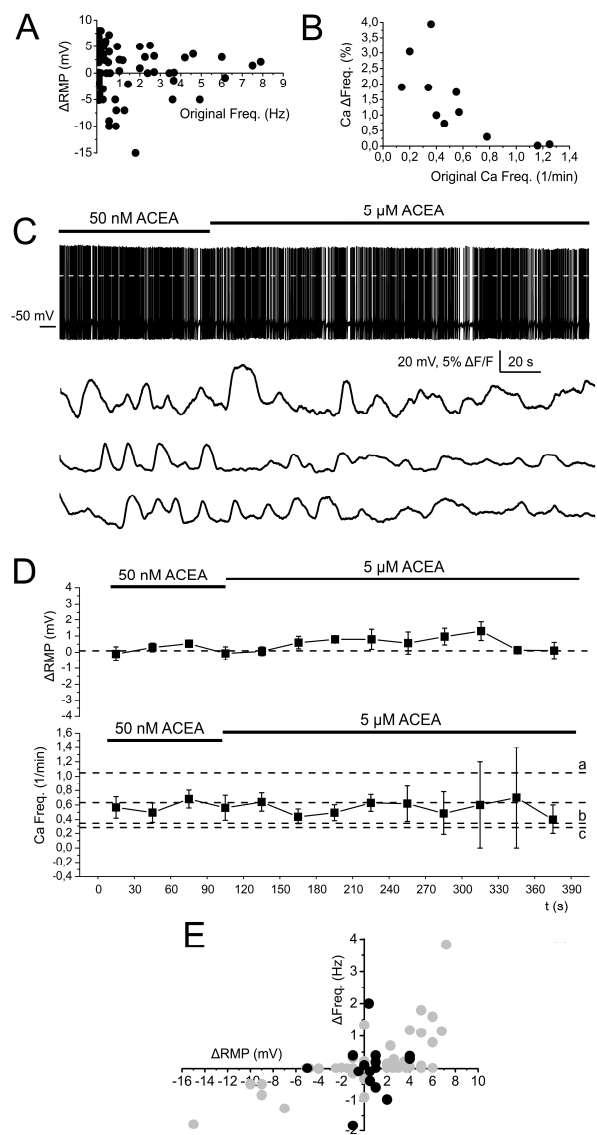 A
10
5
0
-5
-10
-15
ΔRMP (mV)
0 1 2 3 4 5 6 7 8 9
Original Freq. (Hz)
B
4,0
3,5
3,0
2,5
2,0
1,5
1,0
0,5
0,0
Ca ΔFreq. (%)
0,0 0,2 0,4 0,6 0,8 1,0 1,2 1,4
Original Ca Freq. (1/min)
C
50 nM ACEA
5 µM ACEA
-50 mV
20 mV, 5% ΔF/F
20 s
D
50 nM ACEA
5 µM ACEA
4
3
2
1
0
-1
-2
-3
-4
ΔRMP (mV)
50 nM ACEA
5 µM ACEA
1,6
1,4
1,2
1,0
0,8
0,6
0,4
0,2
0,0
-0,2
-0,4
Ca Freq. (1/min)
a
b
c
0 30 60 90 120 150 180 210 240 270 300 330 360 390
t (s)
E
4
3
2
1
-1
-2
ΔFreq. (Hz)
ΔRMP (mV)
-16 -14 -12 -10 -8 -6 -4 -2 0 2 4 6 8 10